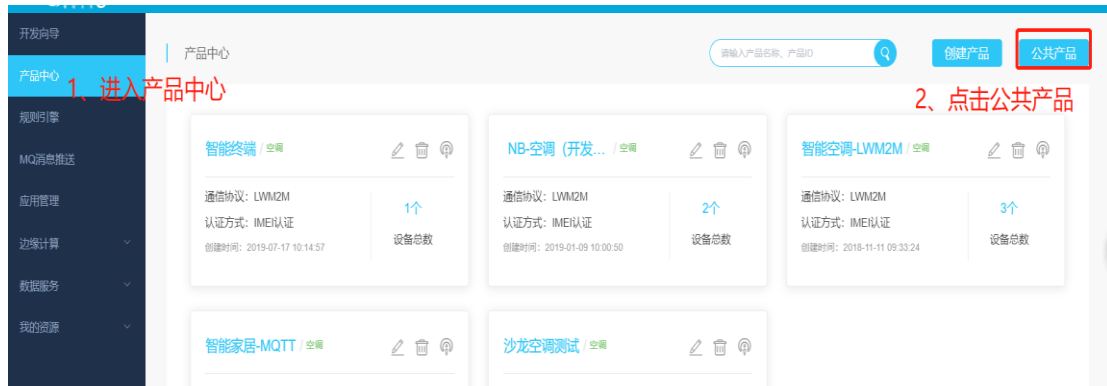 开发向导
产品中心
规则引擎
MQ消息推送
应用管理
边缘计算
数据服务
我的资源
产品中心
请输入产品名称、产品ID
创建产品
公共产品
1、进入产品中心
2、点击公共产品
智能终端 / 空调
通信协议：LWM2M
认证方式：IMEI认证
创建时间：2019-07-17 10:14:57
1个
设备总数
NB-空调（开发... / 空调
通信协议：LWM2M
认证方式：IMEI认证
创建时间：2019-01-09 10:00:50
2个
设备总数
智能空调-LWM2M / 空调
通信协议：LWM2M
认证方式：IMEI认证
创建时间：2018-11-11 09:33:24
3个
设备总数
智能家居-MQTT / 空调
沙龙空调测试 / 空调